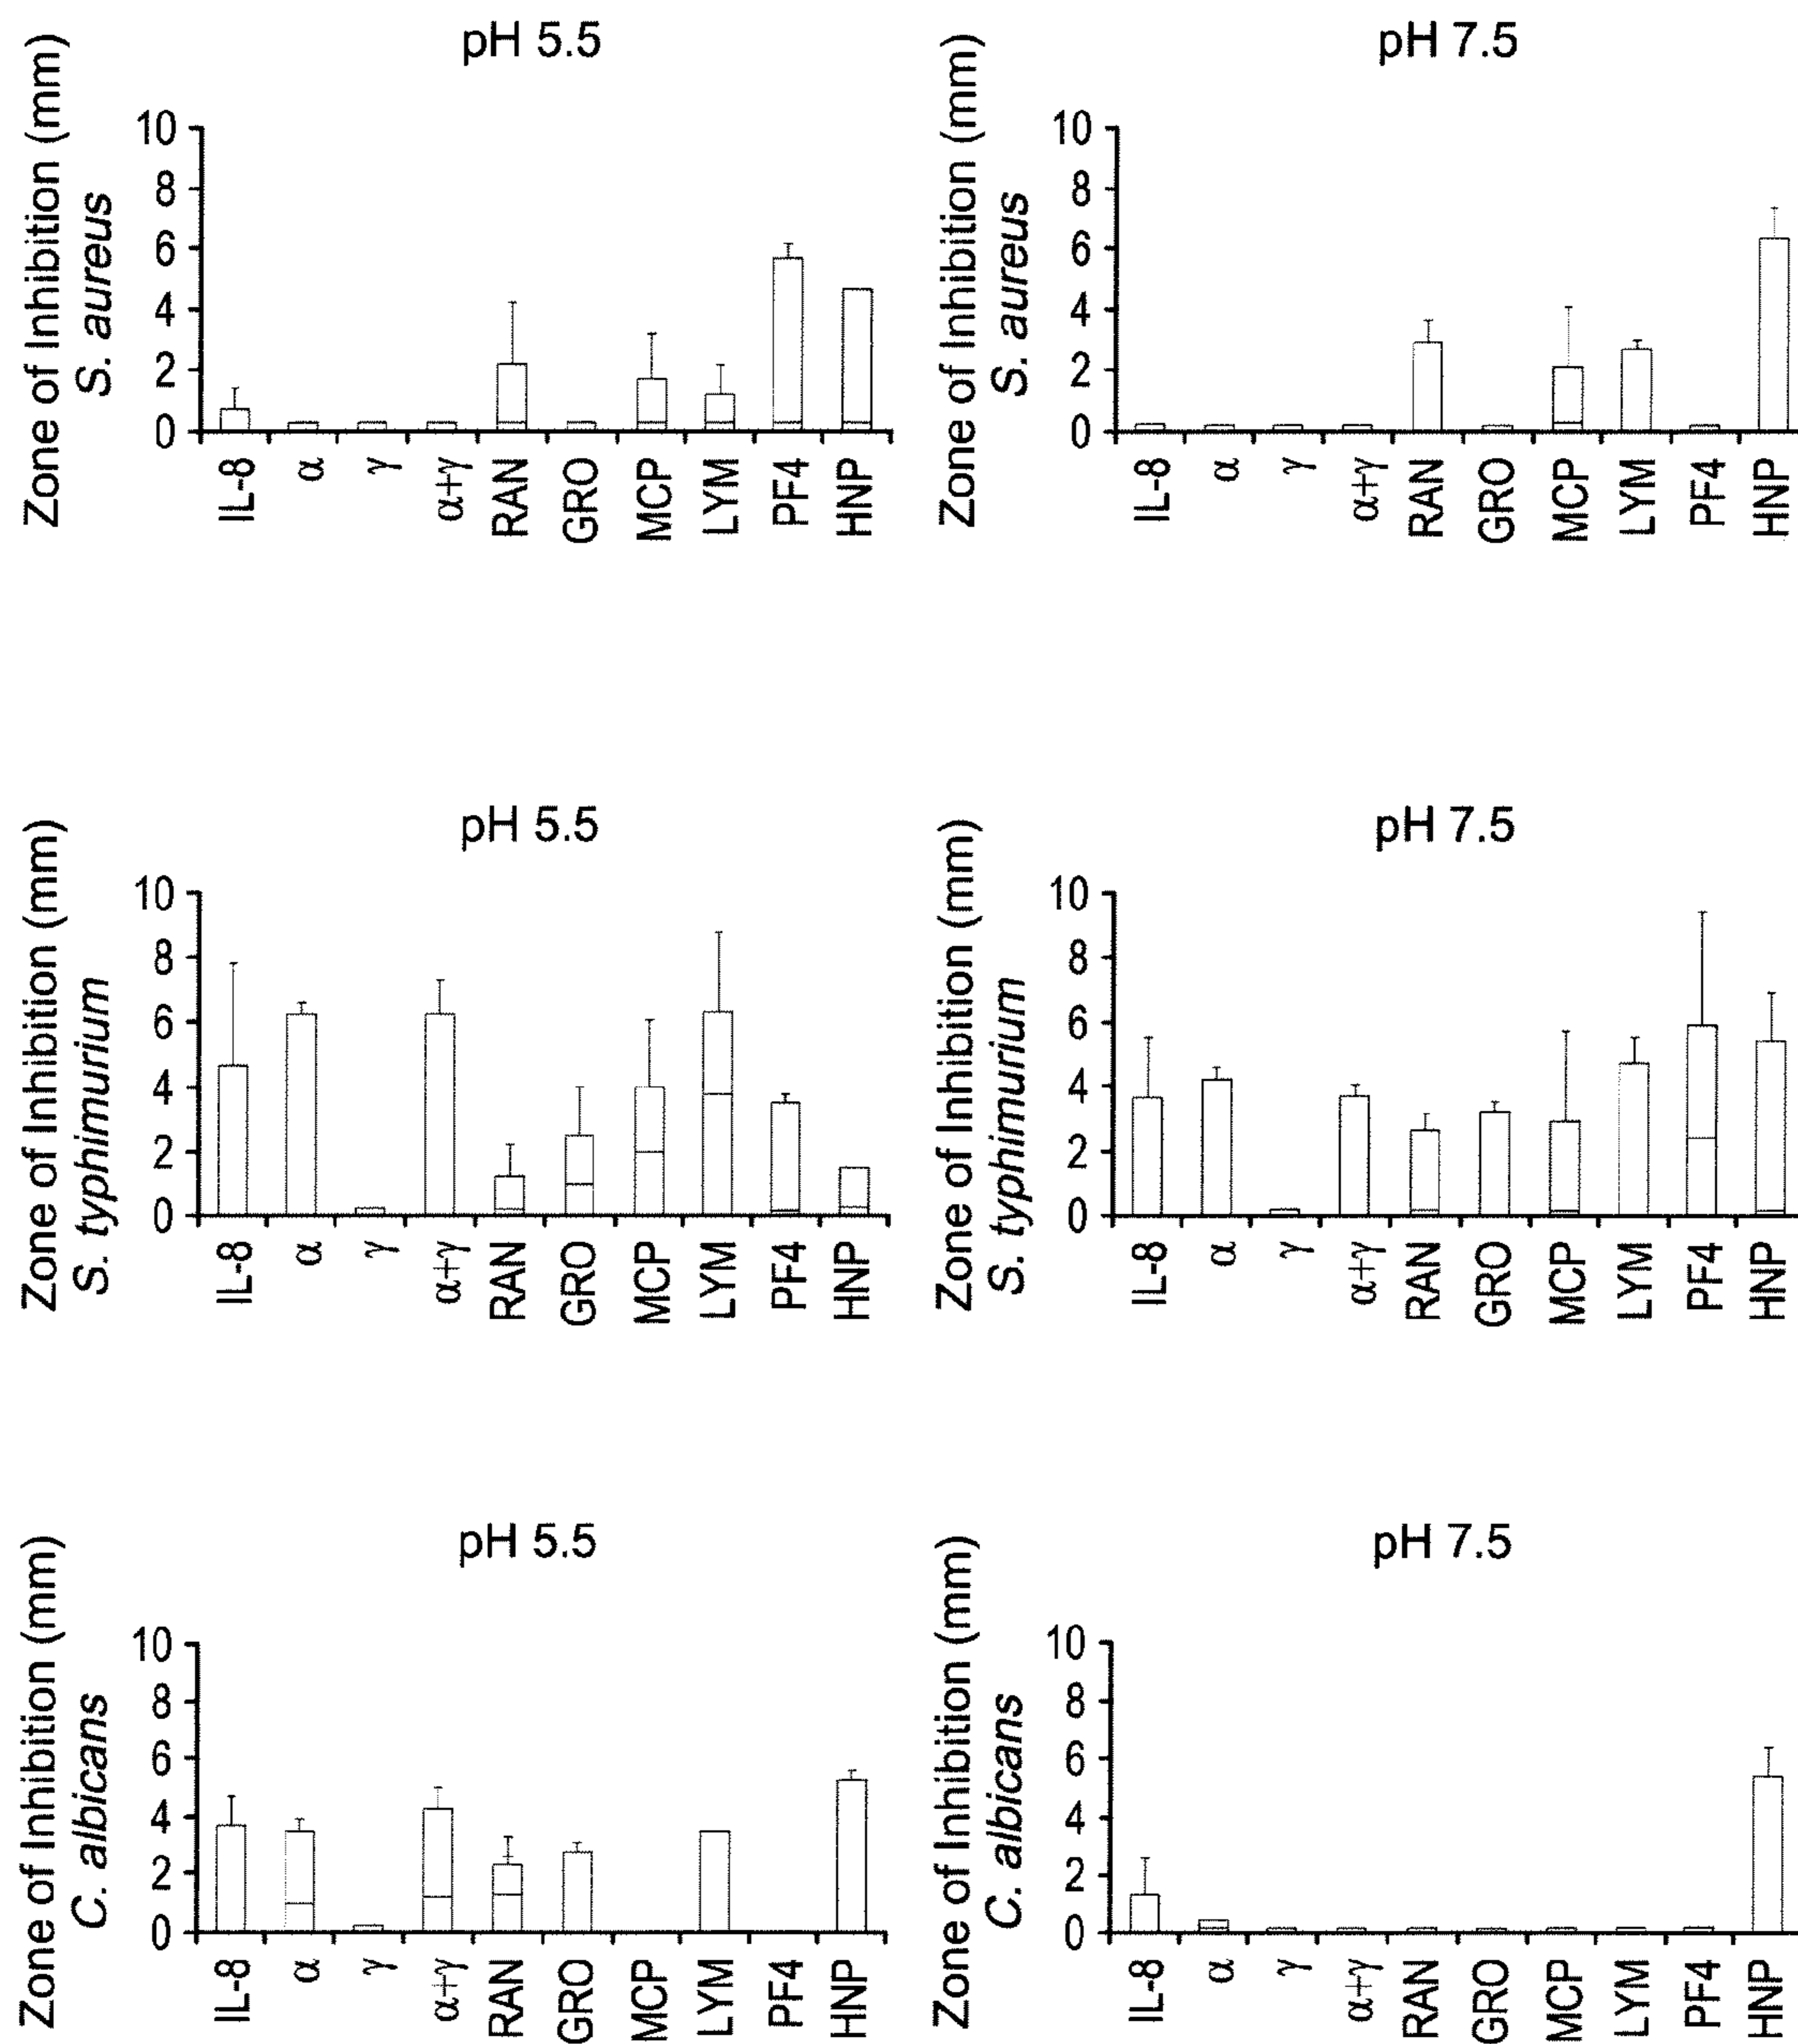 pH 5.5
Zone of Inhibition (mm)
S. aureus
10
8
6
4
2
0
IL-8
α
γ
α+γ
RAN
GRO
MCP
LYM
PF4
HNP
pH 7.5
Zone of Inhibition (mm)
S. aureus
10
8
6
4
2
0
IL-8
α
γ
α+γ
RAN
GRO
MCP
LYM
PF4
HNP
pH 5.5
Zone of Inhibition (mm)
S. typhimurium
10
8
6
4
2
0
IL-8
α
γ
α+γ
RAN
GRO
MCP
LYM
PF4
HNP
pH 7.5
Zone of Inhibition (mm)
S. typhimurium
10
8
6
4
2
0
IL-8
α
γ
α+γ
RAN
GRO
MCP
LYM
PF4
HNP
pH 5.5
Zone of Inhibition (mm)
C. albicans
10
8
6
4
2
0
IL-8
α
γ
α+γ
RAN
GRO
MCP
LYM
PF4
HNP
pH 7.5
Zone of Inhibition (mm)
C. albicans
10
8
6
4
2
0
IL-8
α
γ
α+γ
RAN
GRO
MCP
LYM
PF4
HNP